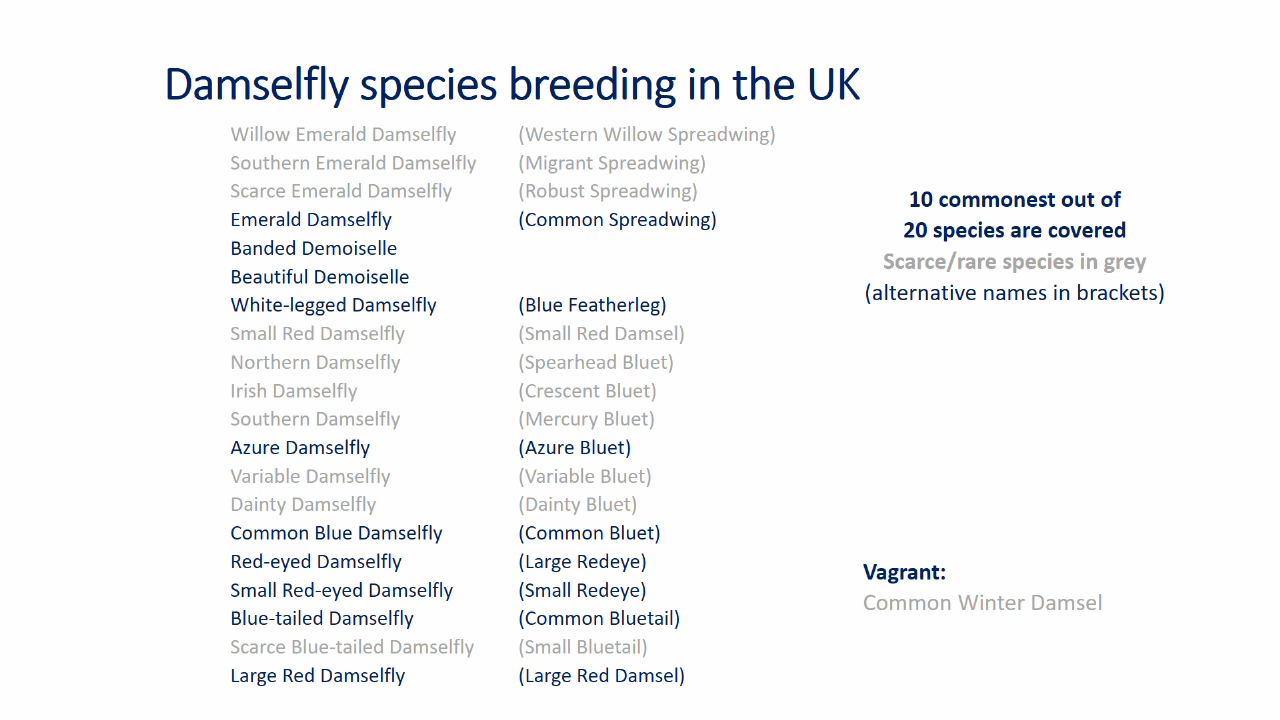 Damselfly species breeding in the UK
Willow Emerald Damselfly (Western Willow Spreadwing)
Southern Emerald Damselfly (Migrant Spreadwing)
Scarce Emerald Damselfly (Robust Spreadwing)
Emerald Damselfly (Common Spreadwing)
Banded Demoiselle
Beautiful Demoiselle
White-legged Damselfly (Blue Featherleg)
Small Red Damselfly (Small Red Damsel)
Northern Damselfly (Spearhead Bluet)
Irish Damselfly (Crescent Bluet)
Southern Damselfly (Mercury Bluet)
Azure Damselfly (Azure Bluet)
Variable Damselfly (Variable Bluet)
Dainty Damselfly (Dainty Bluet)
Common Blue Damselfly (Common Bluet)
Red-eyed Damselfly (Large Redeye)
Small Red-eyed Damselfly (Small Redeye)
Blue-tailed Damselfly (Common Bluetail)
Scarce Blue-tailed Damselfly (Small Bluetail)
Large Red Damselfly (Large Red Damsel)
10 commonest out of
20 species are covered
Scarce/rare species in grey
(alternative names in brackets)
Vagrant:
Common Winter Damsel